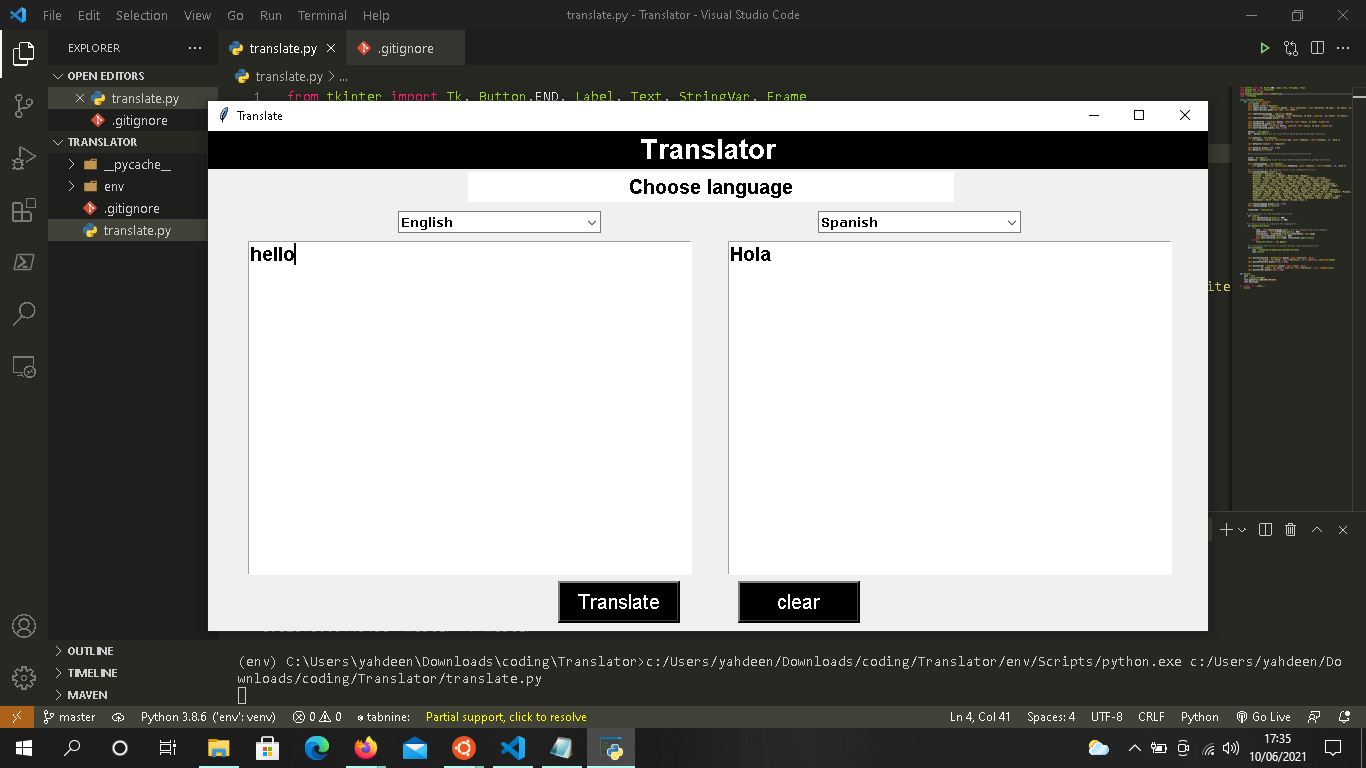 File Edit Selection View Go Run Terminal Help translate.py - Translator - Visual Studio Code
EXPLORER
translate.py
.gitignore
OPEN EDITORS
translate.py
.gitignore
TRANSLATOR
__pycache__
env
.gitignore
translate.py
OUTLINE
TIMELINE
MAVEN
translate.py > ...
1 from tkinter import Tk, Button,END, Label, Text, StringVar, Frame
Translate
Translator
Choose language
English Spanish
hello Hola
Translate clear
ite
(env) C:\Users\yahdeen\Downloads\coding\Translator>c:/Users/yahdeen/Downloads/coding/Translator/env/Scripts/python.exe c:/Users/yahdeen/Do
wnloads/coding/Translator/translate.py
master Python 3.8.6 ('env': venv) 0 0 tabnine: Partial support, click to resolve Ln 4, Col 41 Spaces: 4 UTF-8 CRLF Python Go Live
17:35
10/06/2021